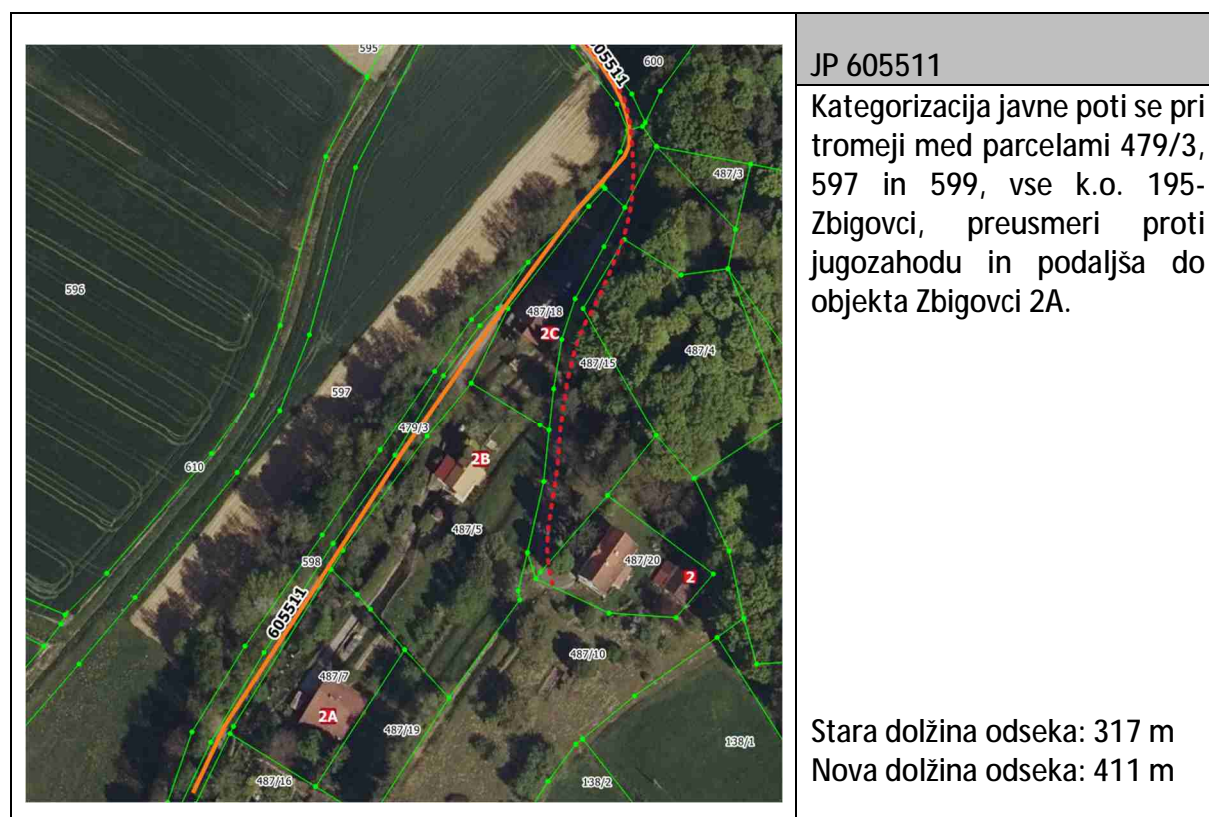 595
605511
600
487/3
596
487/18
2C
487/15
487/4
597
479/3
610
2B
487/5
598
487/20
2
605511
487/10
487/7
2A
487/19
138/1
487/16
138/2
JP 605511
Kategorizacija javne poti se pri
tromeji med parcelami 479/3,
597 in 599, vse k.o. 195-
Zbigovci, preusmeri proti
jugozahodu in podaljša do
objekta Zbigovci 2A.
Stara dolžina odseka: 317 m
Nova dolžina odseka: 411 m